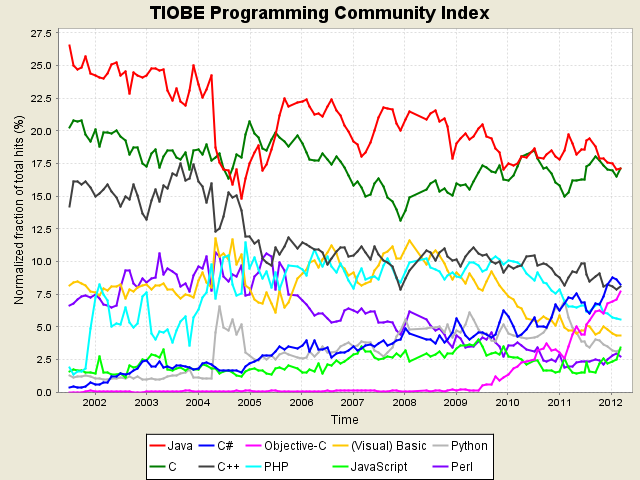 TIOBE Programming Community Index
Normalized fraction of total hits (%)
27.5
25.0
22.5
20.0
17.5
15.0
12.5
10.0
7.5
5.0
2.5
0.0
2002 2003 2004 2005 2006 2007 2008 2009 2010 2011 2012
Time
Java C# Objective-C (Visual) Basic Python
C C++ PHP JavaScript Perl